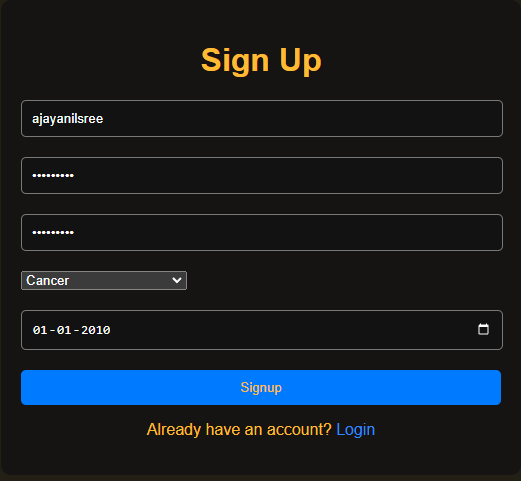 Sign Up
ajayanilsree
•••••••••
•••••••••
Cancer
01-01-2010
Signup
Already have an account? Login